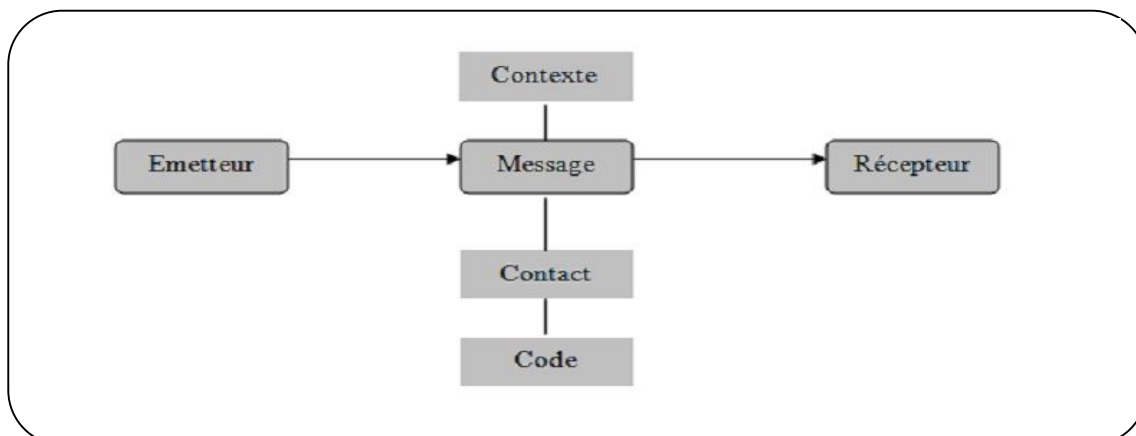 Contexte
Emetteur
Message
Récepteur
Contact
Code